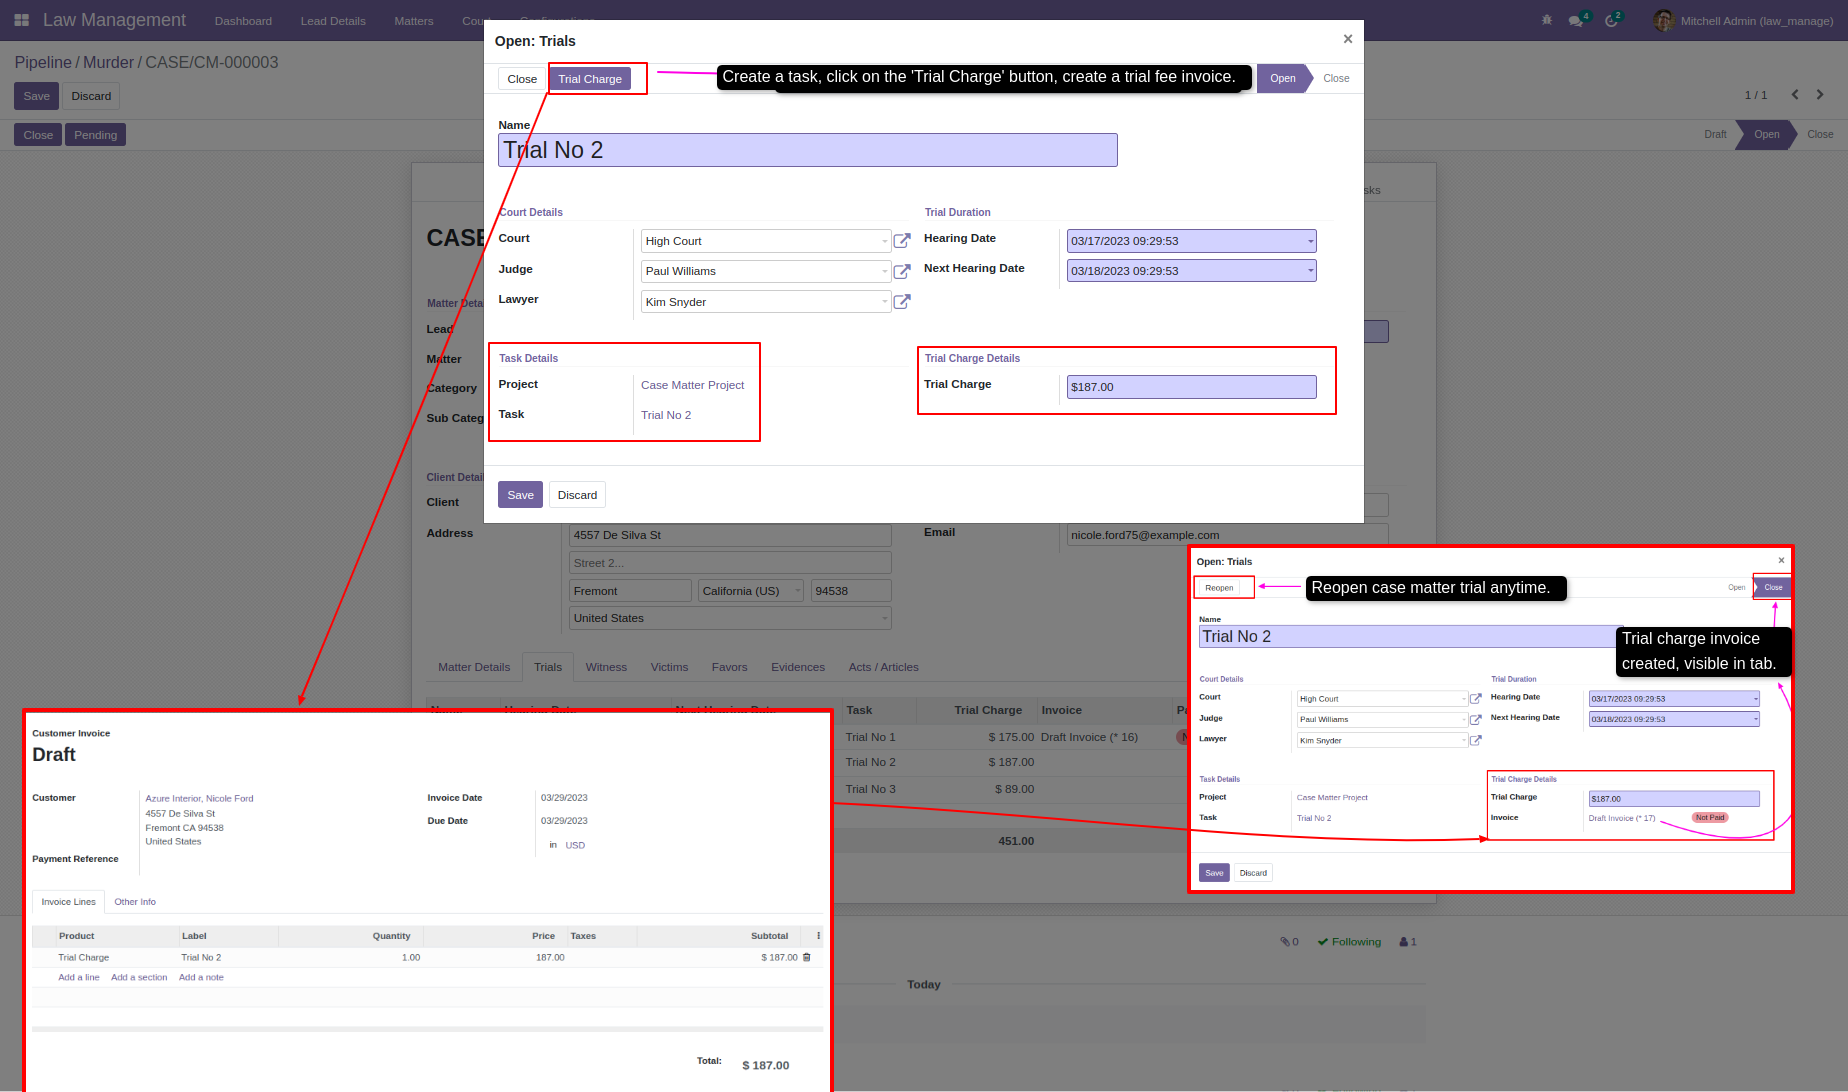 Law Management Dashboard Lead Details Matters 4 2 Mitchell Admin (law_manage)
Pipeline / Murder / CASE/CM-000003
Save Discard
1 / 1
Close Pending
Draft Open Close
Open: Trials ×
Close Trial Charge
Create a task, click on the 'Trial Charge' button, create a trial fee invoice.
Open Close
Name
Trial No 2
Court Details
Court High Court
Judge Paul Williams
Lawyer Kim Snyder
Trial Duration
Hearing Date 03/17/2023 09:29:53
Next Hearing Date 03/18/2023 09:29:53
Task Details
Project Case Matter Project
Task Trial No 2
Trial Charge Details
Trial Charge $187.00
Save Discard
CASE
Matter Deta
Lead
Matter
Category
Sub Categ
Client Detail
Client
Address
4557 De Silva St
Street 2...
Fremont California (US) 94538
United States
Email nicole.ford75@example.com
Matter Details Trials Witness Victims Favors Evidences Acts / Articles
Task Trial Charge Invoice
Trial No 1 $ 175.00 Draft Invoice (* 16)
Trial No 2 $ 187.00
Trial No 3 $ 89.00
451.00
0 Following 1
Today
Customer Invoice
Draft
Customer
Azure Interior, Nicole Ford
4557 De Silva St
Fremont CA 94538
United States
Payment Reference
Invoice Date 03/29/2023
Due Date 03/29/2023
in USD
Invoice Lines Other Info
Product Label Quantity Price Taxes Subtotal
Trial Charge Trial No 2 1.00 187.00 $ 187.00
Add a line Add a section Add a note
Total: $ 187.00
Open: Trials ×
Reopen
Reopen case matter trial anytime.
Open Close
Name
Trial No 2
Trial charge invoice
created, visible in tab.
Court Details
Court High Court
Judge Paul Williams
Lawyer Kim Snyder
Trial Duration
Hearing Date 03/17/2023 09:29:53
Next Hearing Date 03/18/2023 09:29:53
Task Details
Project Case Matter Project
Task Trial No 2
Trial Charge Details
Trial Charge $187.00
Invoice Draft Invoice (* 17) Not Paid
Save Discard